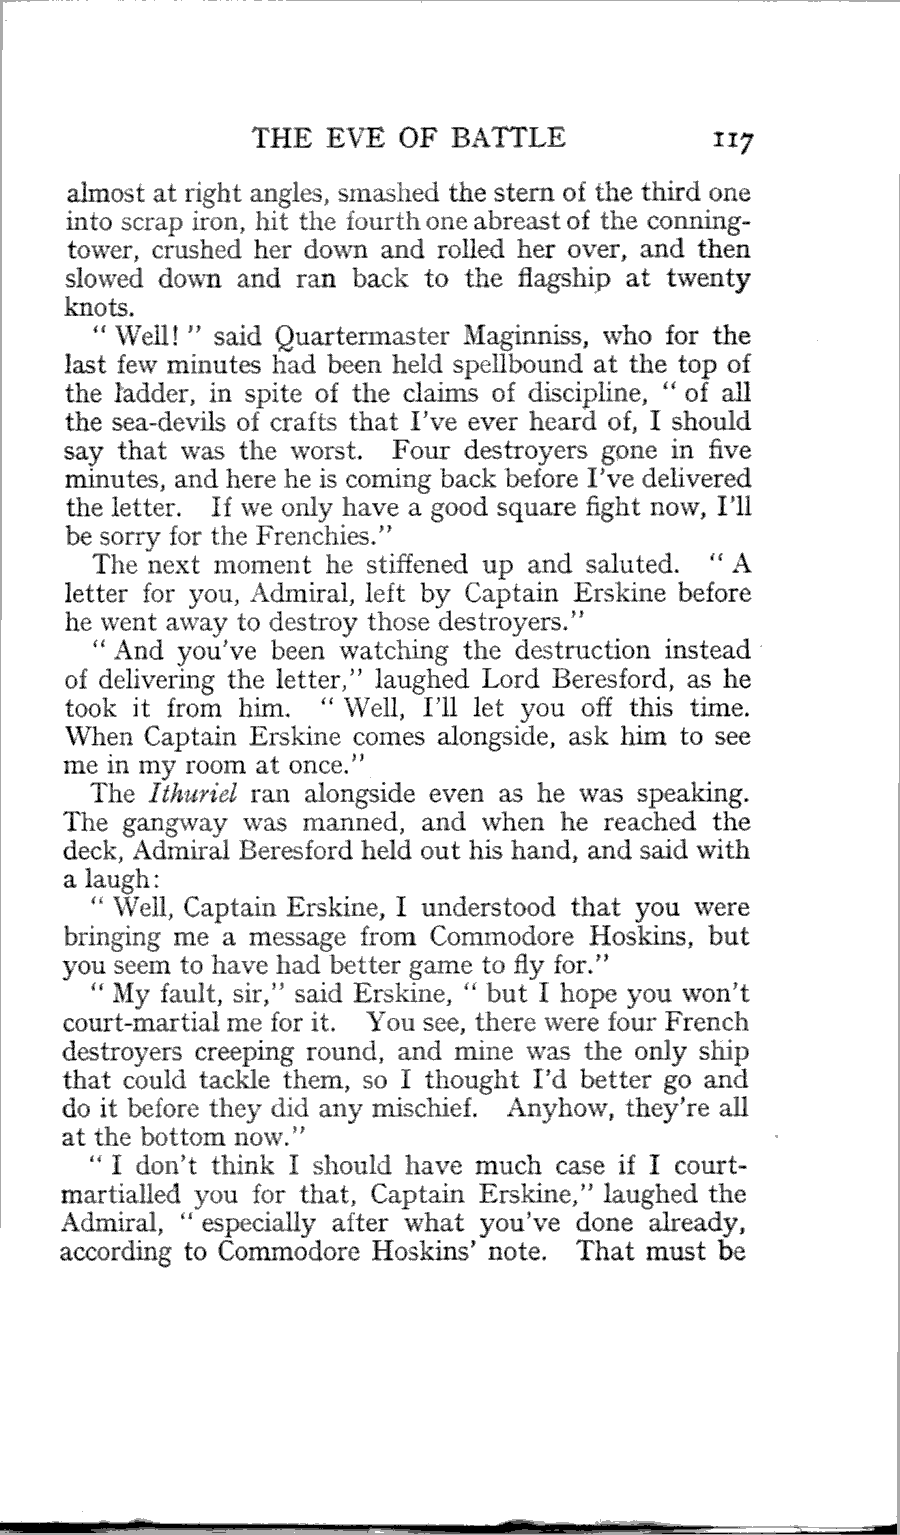 THE EVE OF BATTLE 117
almost at right angles, smashed the stern of the third one
into scrap iron, hit the fourth one abreast of the conning-
tower, crushed her down and rolled her over, and then
slowed down and ran back to the flagship at twenty
knots.
“ Well! ” said Quartermaster Maginniss, who for the
last few minutes had been held spellbound at the top of
the ladder, in spite of the claims of discipline, “ of all
the sea-devils of crafts that I’ve ever heard of, I should
say that was the worst. Four destroyers gone in five
minutes, and here he is coming back before I’ve delivered
the letter. If we only have a good square fight now, I’ll
be sorry for the Frenchies.”
The next moment he stiffened up and saluted. “ A
letter for you, Admiral, left by Captain Erskine before
he went away to destroy those destroyers.”
“ And you’ve been watching the destruction instead
of delivering the letter,” laughed Lord Beresford, as he
took it from him. “ Well, I’ll let you off this time.
When Captain Erskine comes alongside, ask him to see
me in my room at once.”
The Ithuriel ran alongside even as he was speaking.
The gangway was manned, and when he reached the
deck, Admiral Beresford held out his hand, and said with
a laugh:
“ Well, Captain Erskine, I understood that you were
bringing me a message from Commodore Hoskins, but
you seem to have had better game to fly for.”
“ My fault, sir,” said Erskine, “ but I hope you won’t
court-martial me for it. You see, there were four French
destroyers creeping round, and mine was the only ship
that could tackle them, so I thought I’d better go and
do it before they did any mischief. Anyhow, they’re all
at the bottom now.”
“ I don’t think I should have much case if I court-
martialled you for that, Captain Erskine,” laughed the
Admiral, “ especially after what you’ve done already,
according to Commodore Hoskins’ note. That must be